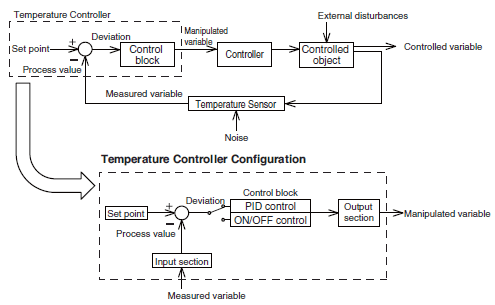 Temperature Controller
External disturbances
Set point
+
Deviation
Manipulated
variable
Control
block
Controller
Controlled
object
Controlled variable
−
Process value
Measured variable
Temperature Sensor
Noise
Temperature Controller Configuration
Set point
+
Deviation
Control block
PID control
ON/OFF control
Output
section
Manipulated variable
−
Process value
Input section
Measured variable